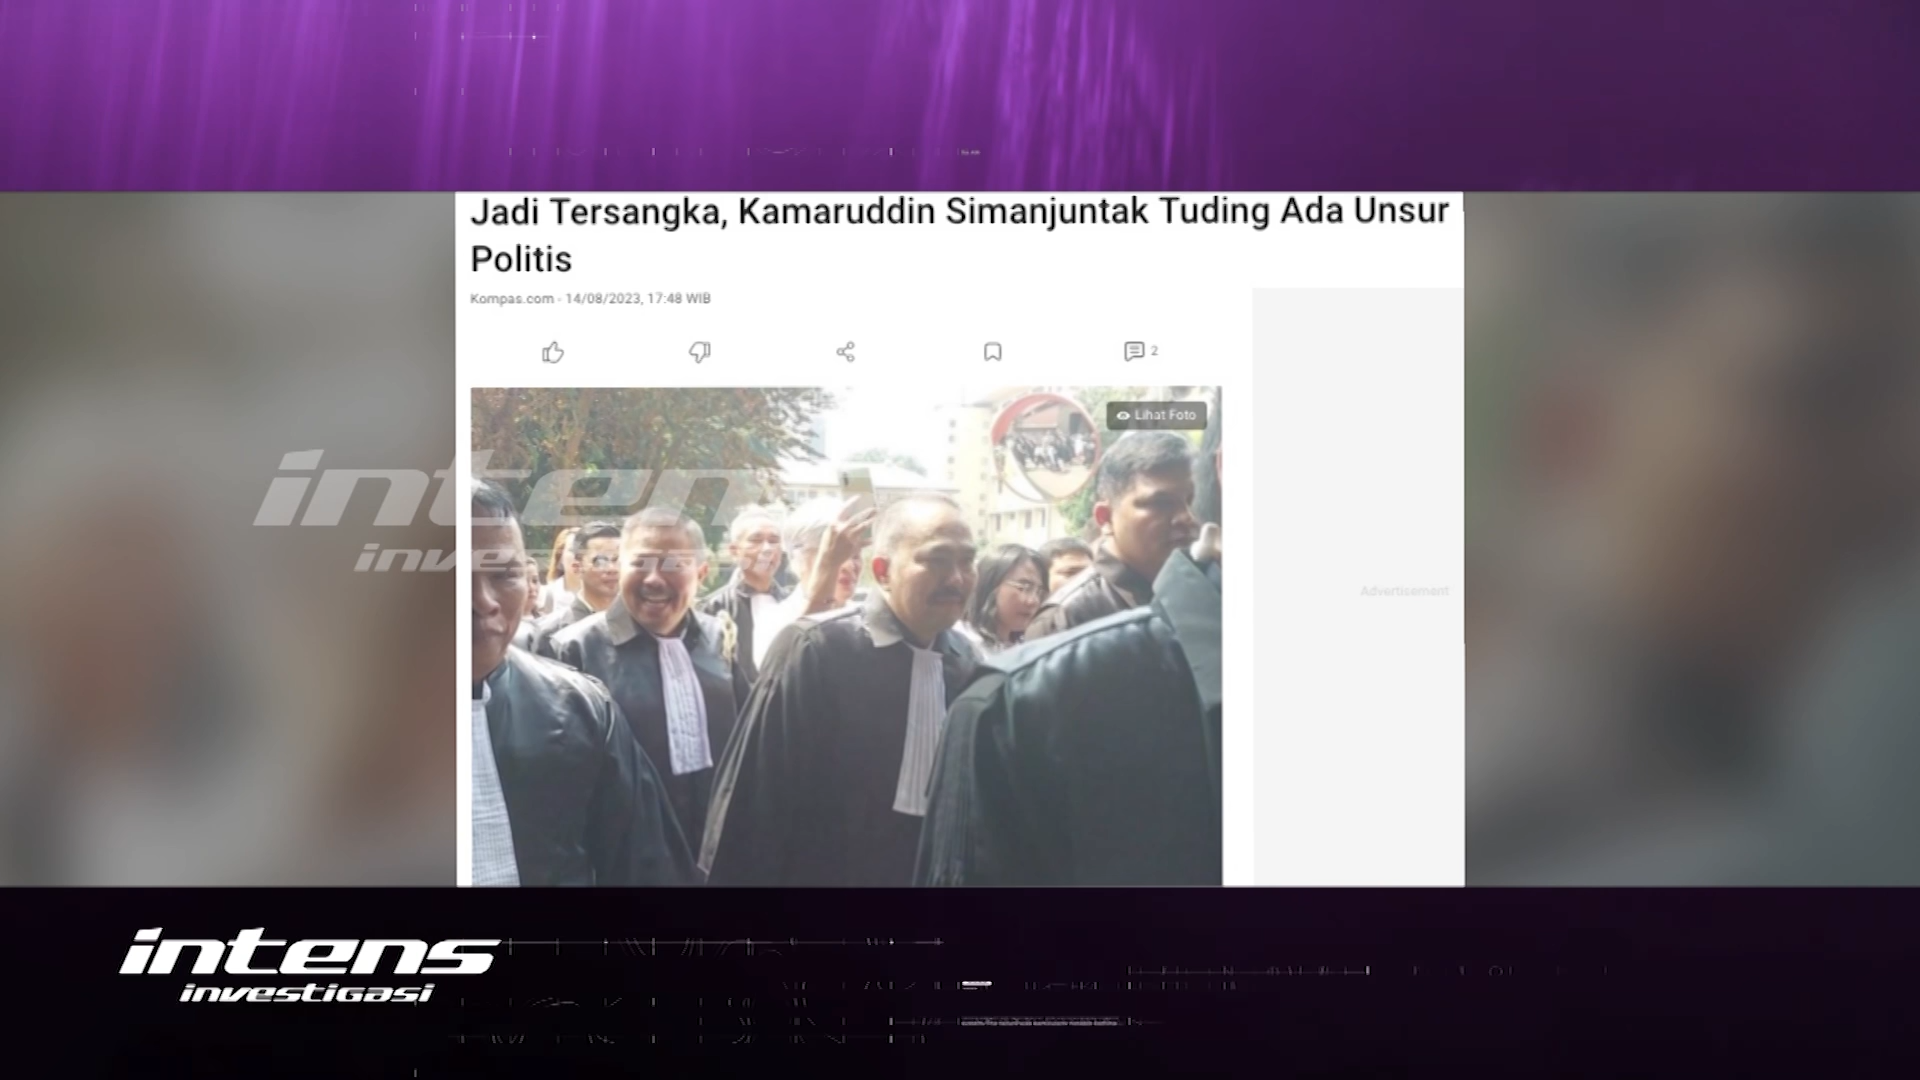 Jadi Tersangka, Kamaruddin Simanjuntak Tuding Ada Unsur
Politis
Kompas.com - 14/08/2023, 17:48 WIB
2
Lihat Foto
Advertisement
intens
investigasi
intens
investigasi